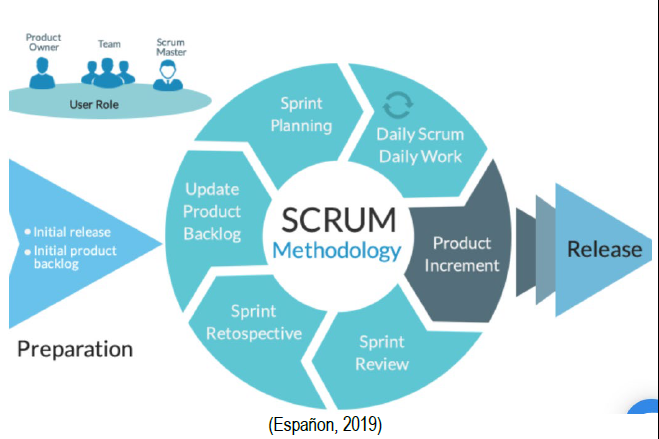 Product
Owner
Team
Scrum
Master
User Role
Sprint
Planning
Daily Scrum
Daily Work
Update
Product
Backlog
SCRUM
Methodology
Product
Increment
Release
• Initial release
• Initial product
backlog
Preparation
Sprint
Retospective
Sprint
Review
(Españon, 2019)